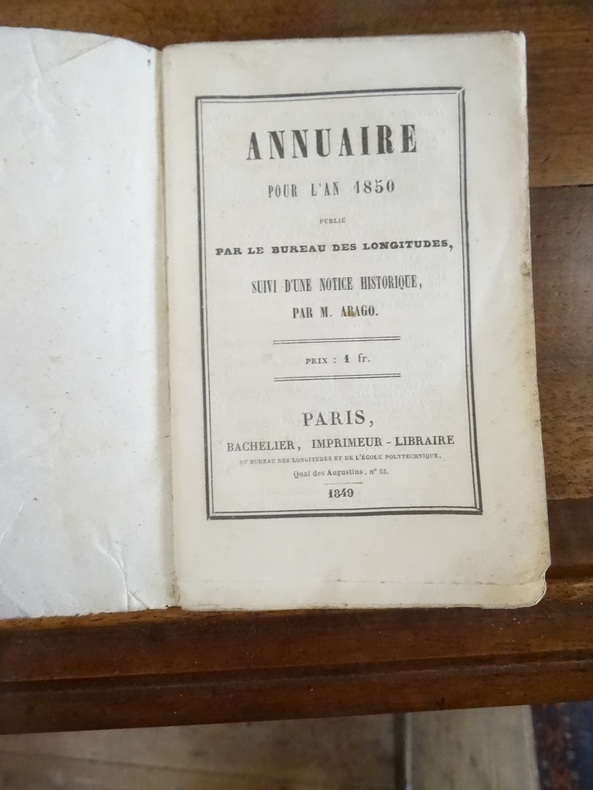 ANNUAIRE
POUR L'AN 1850
PUBLIÉ
PAR LE BUREAU DES LONGITUDES,
SUIVI D'UNE NOTICE HISTORIQUE,
PAR M. ARAGO.
PRIX : 1 fr.
PARIS,
BACHELIER, IMPRIMEUR-LIBRAIRE
DU BUREAU DES LONGITUDES ET DE L'ÉCOLE POLYTECHNIQUE,
Quai des Augustins, n° 55.
1849